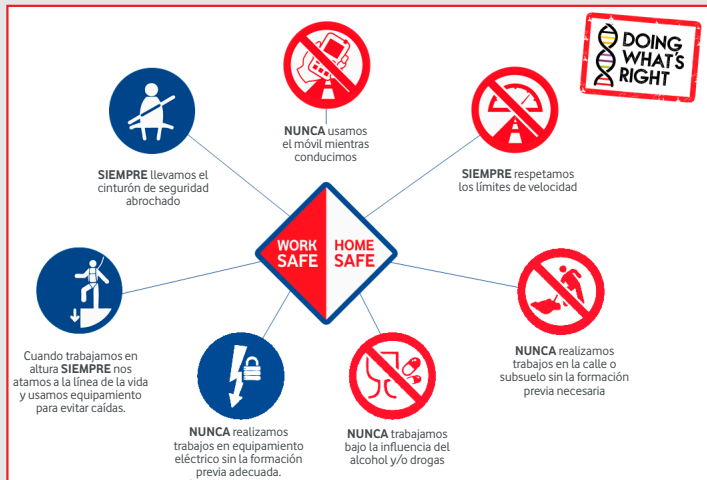 DOING
WHAT'S
RIGHT
NUNCA usamos
el móvil mientras
conducimos
SIEMPRE llevamos el
cinturón de seguridad
abrochado
SIEMPRE respetamos
los límites de velocidad
WORK
SAFE
HOME
SAFE
Cuando trabajamos en
altura SIEMPRE nos
atamos a la línea de la vida
y usamos equipamiento
para evitar caídas.
NUNCA realizamos
trabajos en equipamiento
eléctrico sin la formación
previa adecuada.
NUNCA trabajamos
bajo la influencia del
alcohol y/o drogas
NUNCA realizamos
trabajos en la calle o
subsuelo sin la formación
previa necesaria